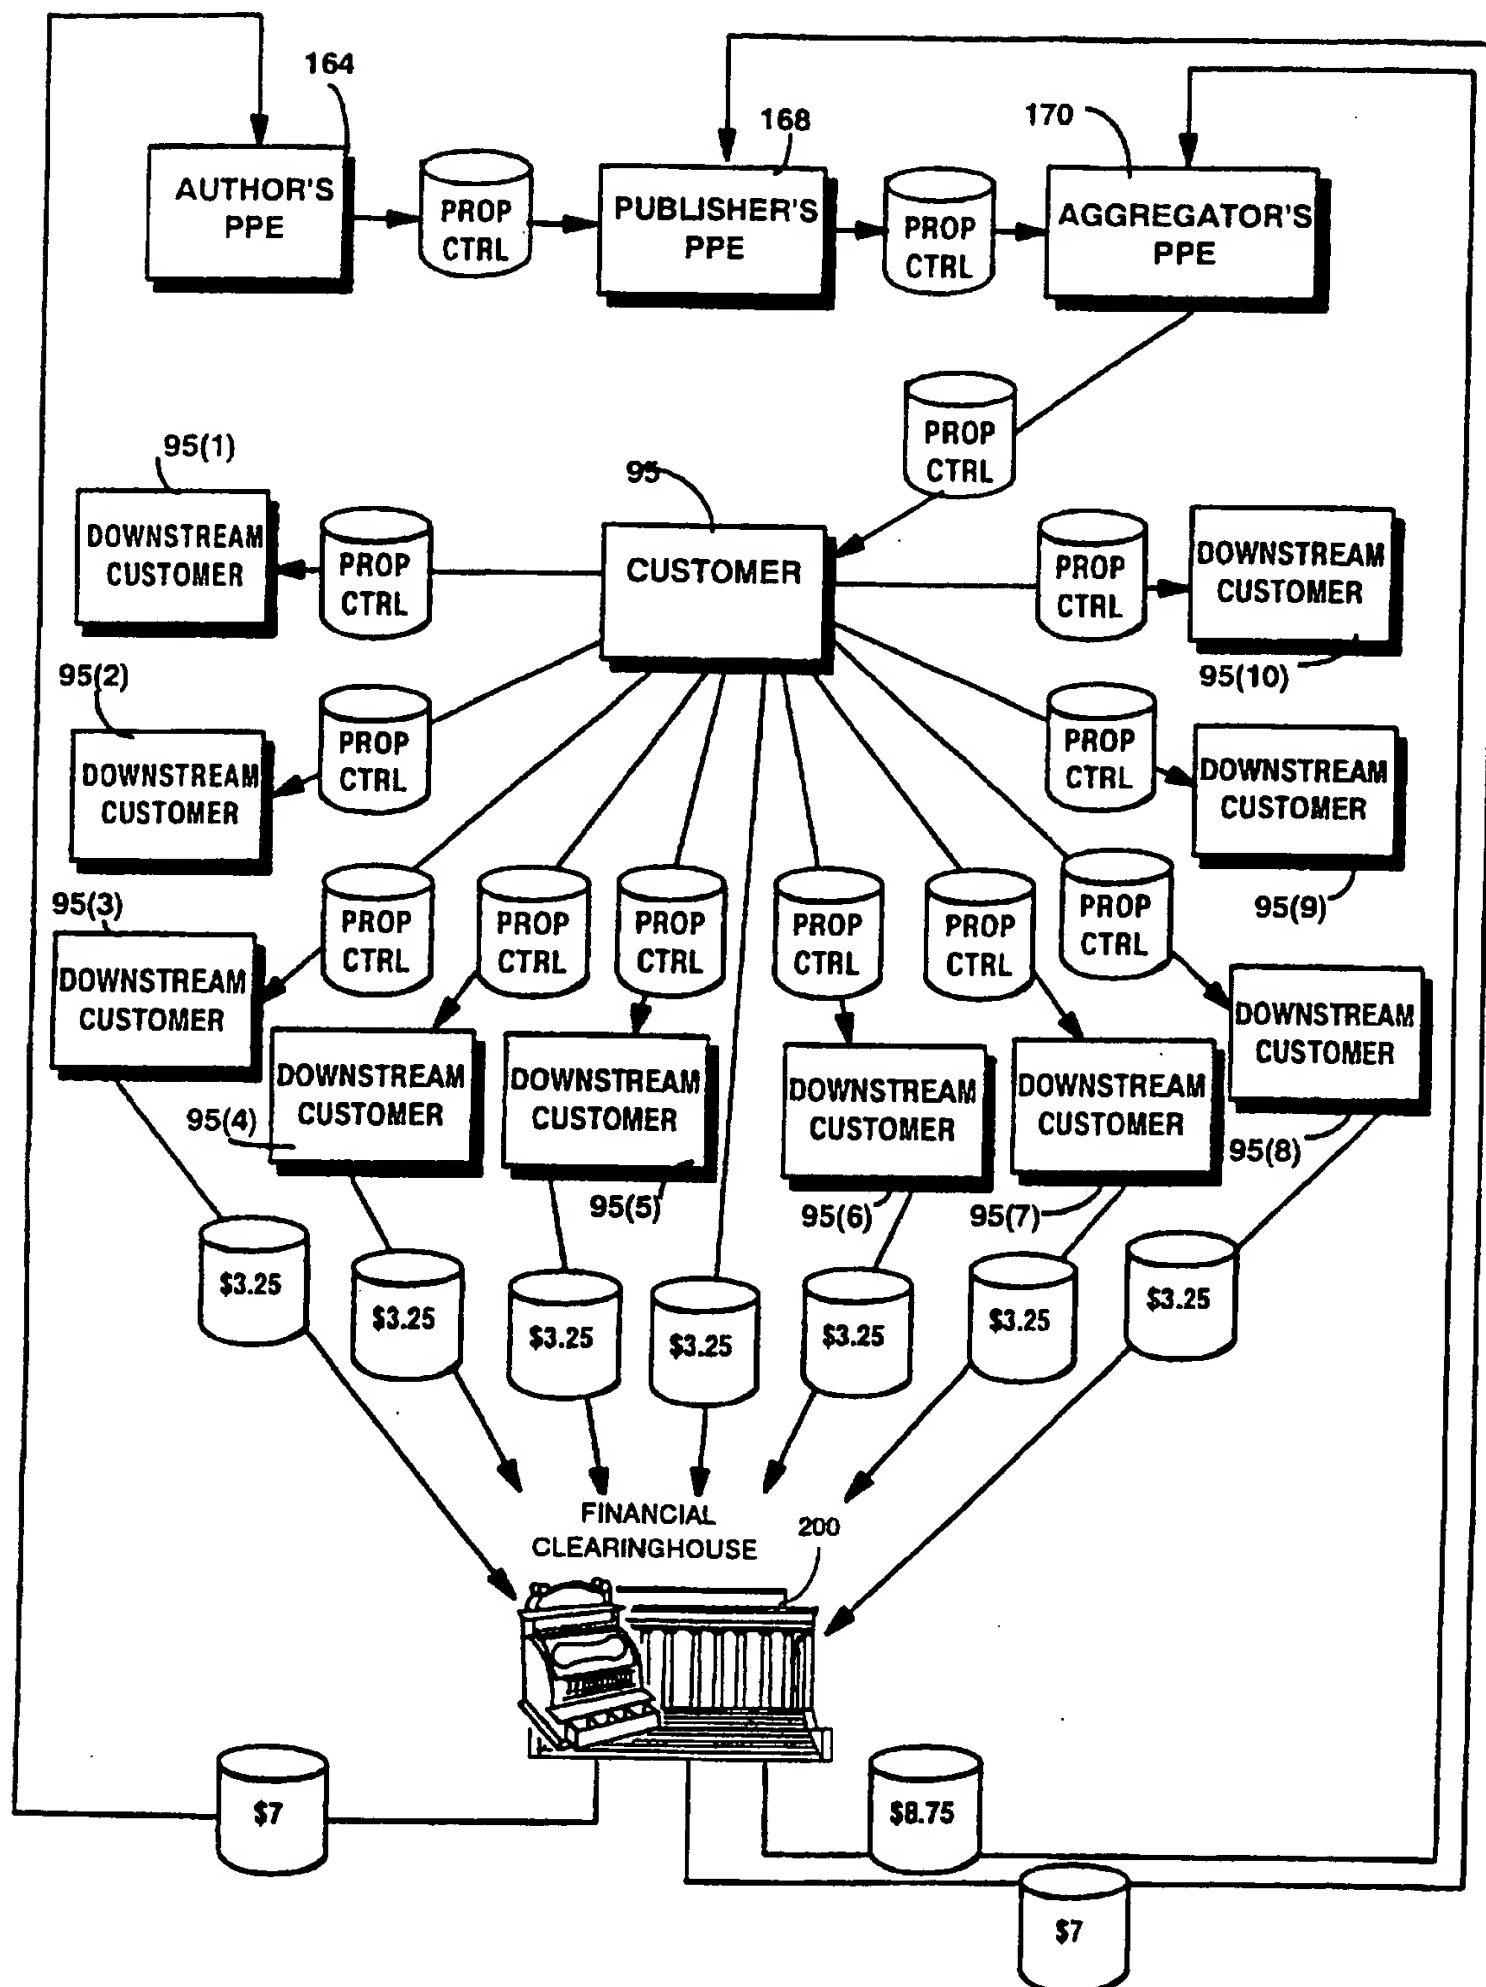 164
168
170
AUTHOR'S
PPE
PROP
CTRL
PUBLISHER'S
PPE
PROP
CTRL
AGGREGATOR'S
PPE
PROP
CTRL
95(1)
95
DOWNSTREAM
CUSTOMER
PROP
CTRL
CUSTOMER
PROP
CTRL
DOWNSTREAM
CUSTOMER
95(10)
95(2)
DOWNSTREAM
CUSTOMER
PROP
CTRL
PROP
CTRL
DOWNSTREAM
CUSTOMER
95(9)
95(3)
DOWNSTREAM
CUSTOMER
PROP
CTRL
PROP
CTRL
PROP
CTRL
PROP
CTRL
PROP
CTRL
PROP
CTRL
DOWNSTREAM
CUSTOMER
95(8)
95(4)
DOWNSTREAM
CUSTOMER
DOWNSTREAM
CUSTOMER
95(5)
DOWNSTREAM
CUSTOMER
95(6)
DOWNSTREAM
CUSTOMER
95(7)
$3.25
$3.25
$3.25
$3.25
$3.25
$3.25
$3.25
FINANCIAL
CLEARINGHOUSE
200
$7
$8.75
$7